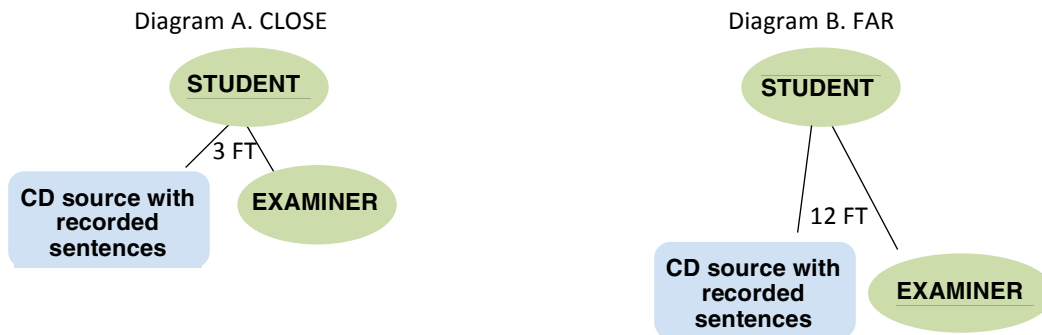 Diagram A. CLOSE
STUDENT
3 FT
CD source with
recorded
sentences
EXAMINER
Diagram B. FAR
STUDENT
12 FT
CD source with
recorded
sentences
EXAMINER